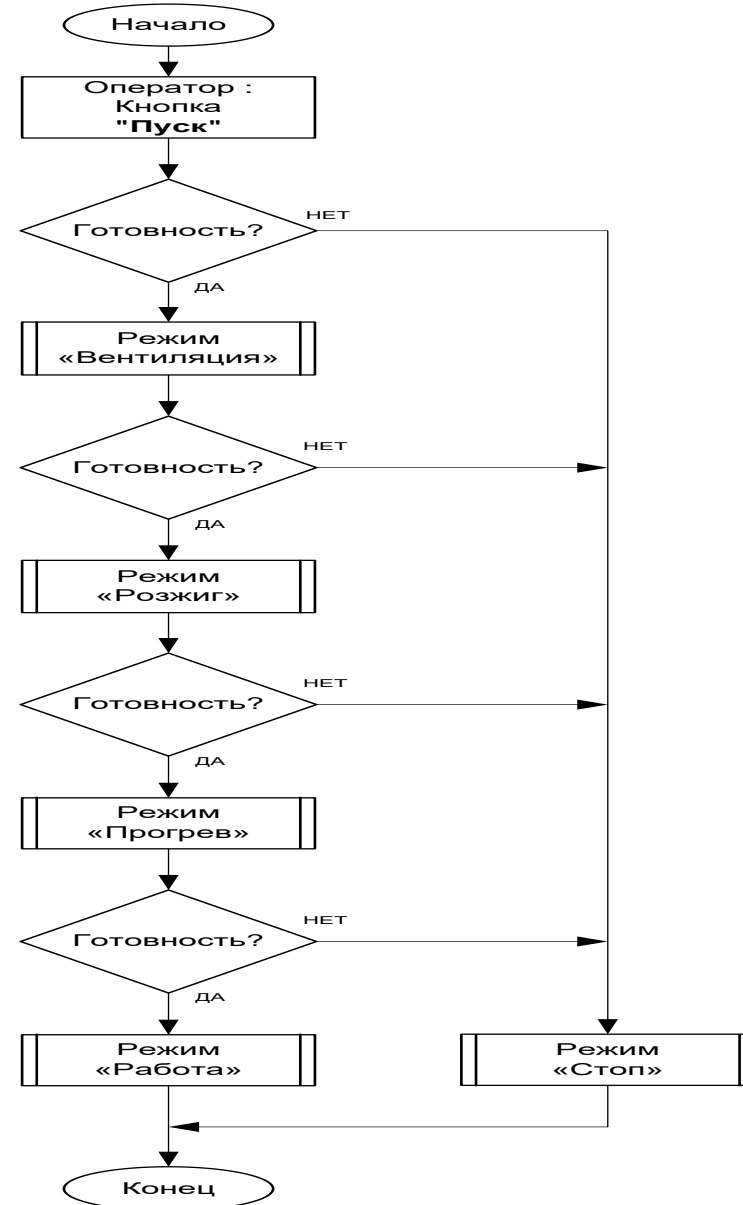 Начало
Оператор :
Кнопка
"Пуск"
Готовность?
НЕТ
ДА
Режим
«Вентиляция»
Готовность?
НЕТ
ДА
Режим
«Розжиг»
Готовность?
НЕТ
ДА
Режим
«Прогрев»
Готовность?
НЕТ
ДА
Режим
«Работа»
Режим
«Стоп»
Конец